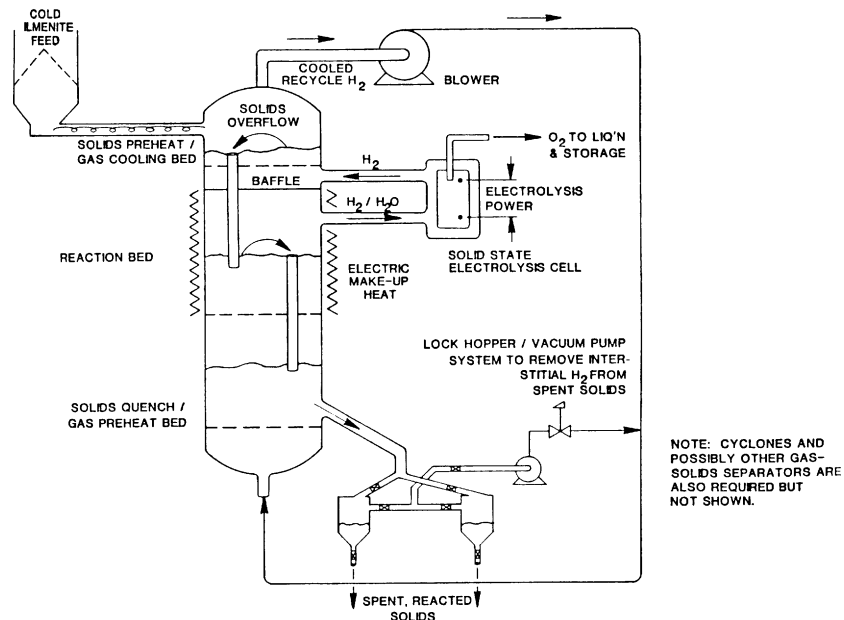 COLD
ILMENITE
FEED
COOLED
RECYCLE H2
BLOWER
SOLIDS
OVERFLOW
SOLIDS PREHEAT /
GAS COOLING BED
O2 TO LIQ'N
& STORAGE
H2
BAFFLE
ELECTROLYSIS
POWER
H2 / H2O
REACTION BED
SOLID STATE
ELECTROLYSIS CELL
ELECTRIC
MAKE-UP
HEAT
LOCK HOPPER / VACUUM PUMP
SYSTEM TO REMOVE INTER-
STITIAL H2 FROM
SPENT SOLIDS
SOLIDS QUENCH /
GAS PREHEAT BED
NOTE: CYCLONES AND
POSSIBLY OTHER GAS-
SOLIDS SEPARATORS ARE
ALSO REQUIRED BUT
NOT SHOWN.
SPENT, REACTED
SOLIDS